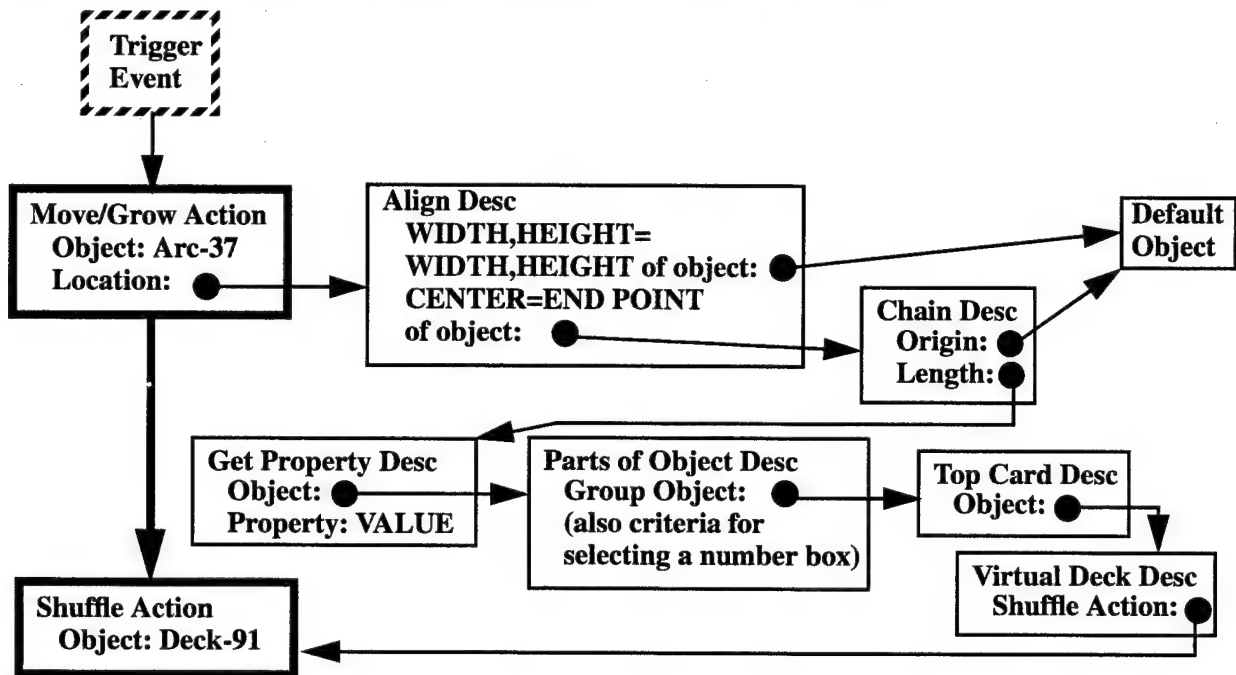 Trigger
Event
Move/Grow Action
Object: Arc-37
Location:
Align Desc
WIDTH,HEIGHT=
WIDTH,HEIGHT of object:
CENTER=END POINT
of object:
Default
Object
Chain Desc
Origin:
Length:
Get Property Desc
Object:
Property: VALUE
Parts of Object Desc
Group Object:
(also criteria for
selecting a number box)
Top Card Desc
Object:
Virtual Deck Desc
Shuffle Action:
Shuffle Action
Object: Deck-91